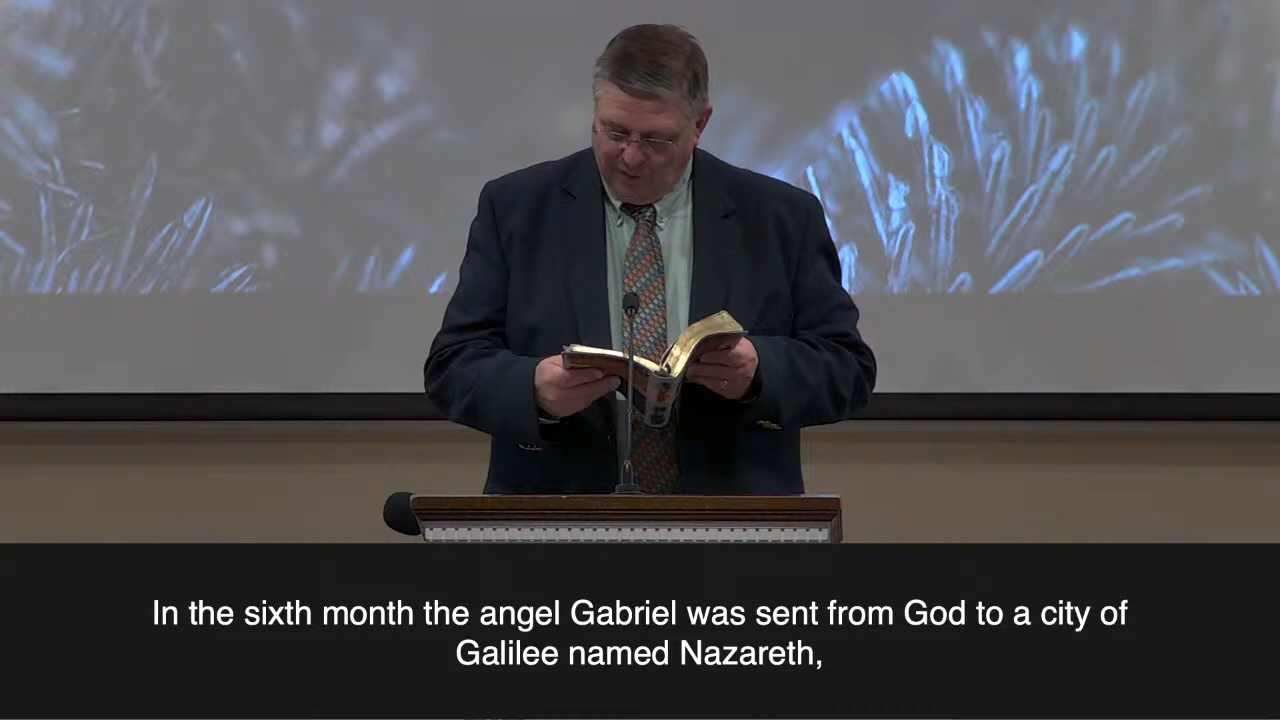 In the sixth month the angel Gabriel was sent from God to a city of
Galilee named Nazareth,